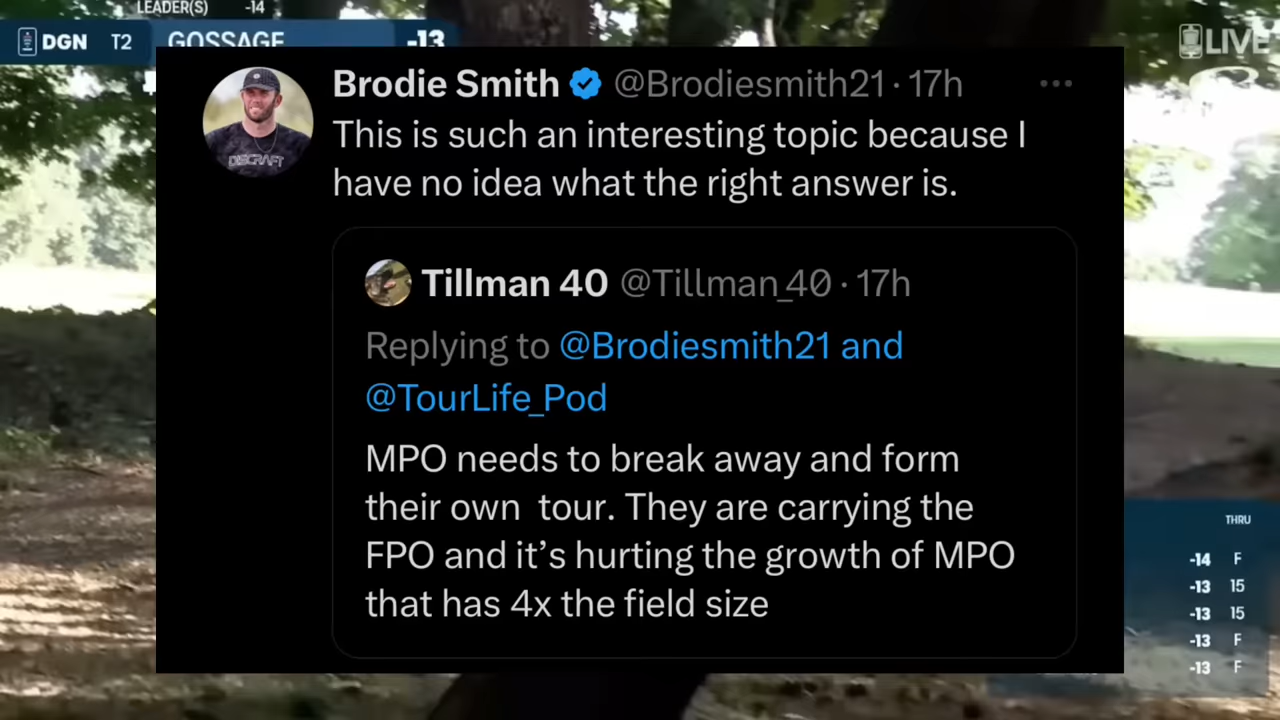 LEADER(S) -14
DGN T2 GOSSAGE -13
LIVE
Brodie Smith @Brodiesmith21 · 17h
This is such an interesting topic because I
have no idea what the right answer is.
DISCRAFT
Tillman 40 @Tillman_40 · 17h
Replying to @Brodiesmith21 and
@TourLife_Pod
MPO needs to break away and form
their own tour. They are carrying the
FPO and it’s hurting the growth of MPO
that has 4x the field size
THRU
-14 F
-13 15
-13 15
-13 F
-13 F